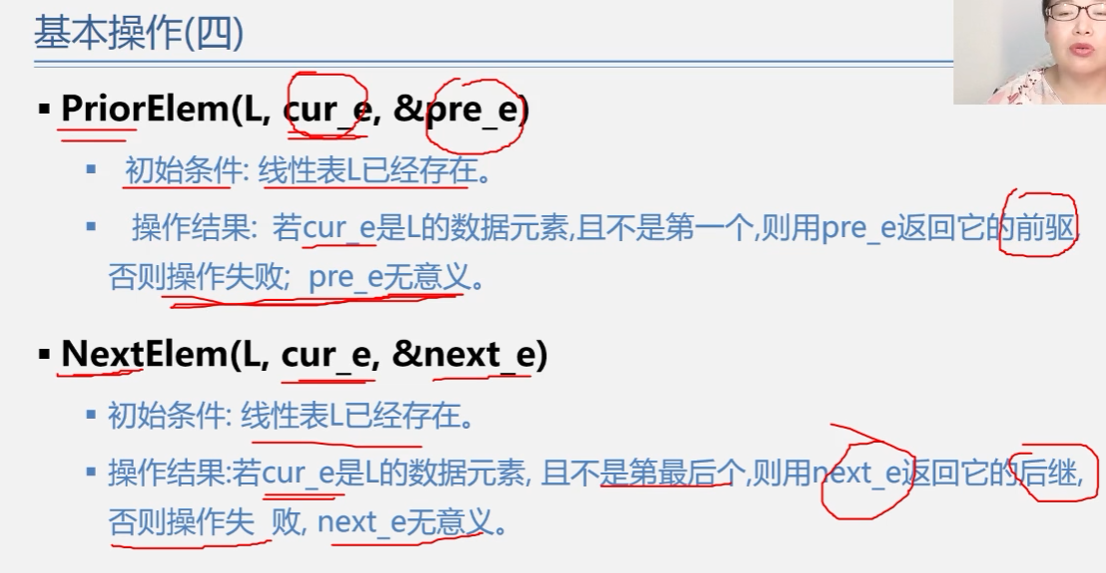 基本操作(四)
▪ PriorElem(L, cur_e, &pre_e)
▪ 初始条件: 线性表L已经存在。
▪ 操作结果: 若cur_e是L的数据元素,且不是第一个,则用pre_e返回它的前驱,
否则操作失败; pre_e无意义。
▪ NextElem(L, cur_e, &next_e)
▪ 初始条件: 线性表L已经存在。
▪ 操作结果:若cur_e是L的数据元素, 且不是第最后个,则用next_e返回它的后继,
否则操作失 败, next_e无意义。